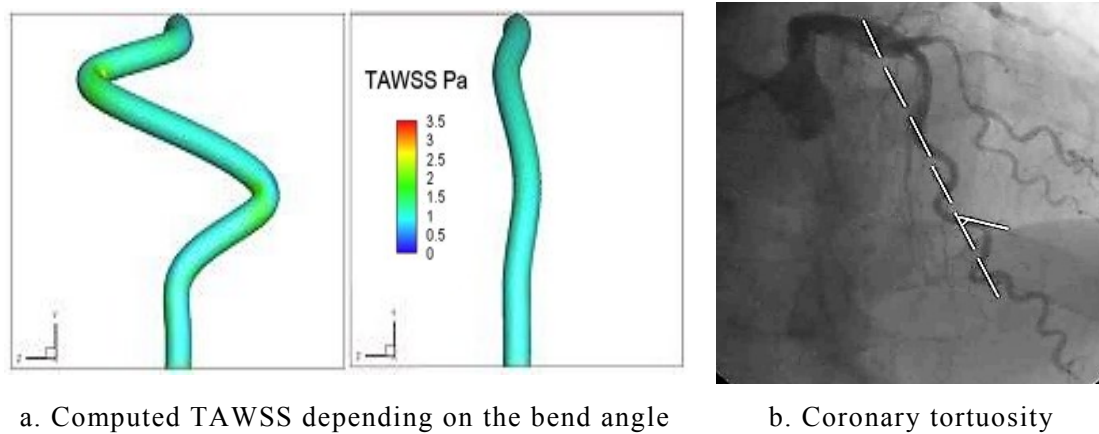 TAWSS Pa
3.5
3
2.5
2
1.5
1
0.5
0
a. Computed TAWSS depending on the bend angle
b. Coronary tortuosity